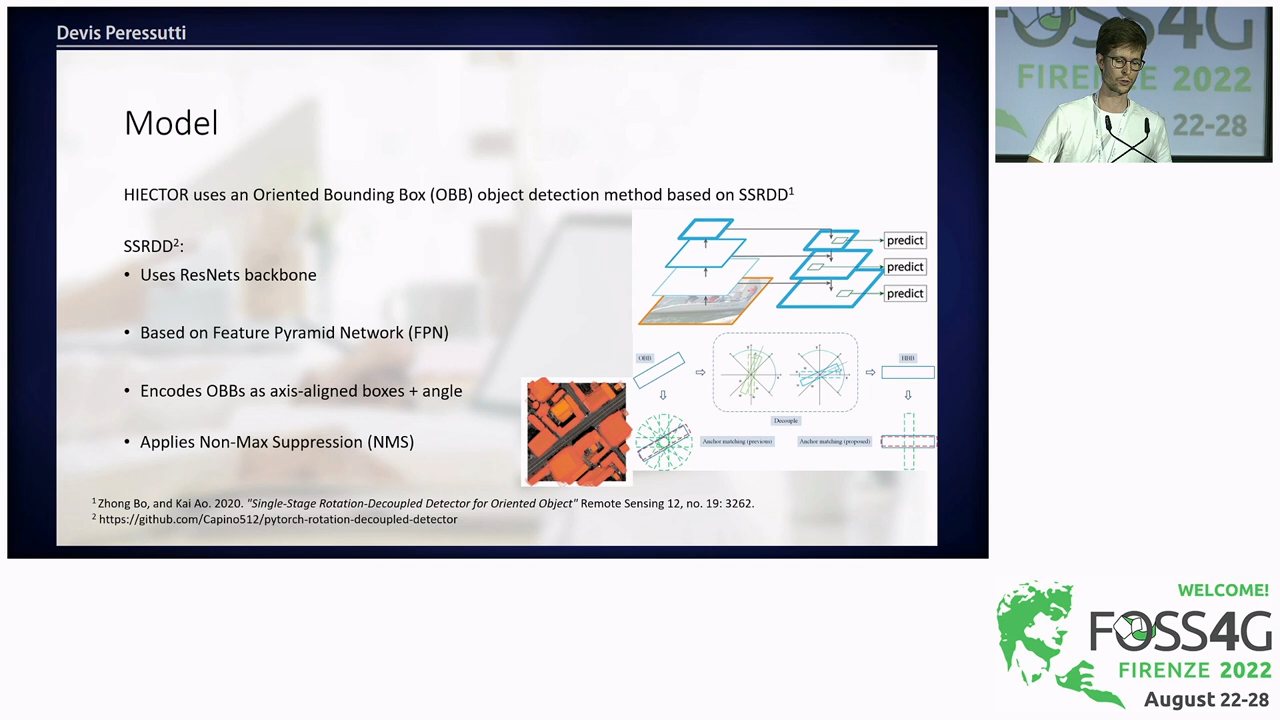 Devis Peressutti
FOSS4G
FIRENZE 2022
22-28
Model
HIECTOR uses an Oriented Bounding Box (OBB) object detection method based on SSRDD¹
SSRDD²:
• Uses ResNets backbone
• Based on Feature Pyramid Network (FPN)
• Encodes OBBs as axis-aligned boxes + angle
• Applies Non-Max Suppression (NMS)
predict
predict
predict
OBB
HBB
Decouple
Anchor matching (previous)
Anchor matching (proposed)
¹ Zhong Bo, and Kai Ao. 2020. "Single-Stage Rotation-Decoupled Detector for Oriented Object" Remote Sensing 12, no. 19: 3262.
² https://github.com/Capino512/pytorch-rotation-decoupled-detector
WELCOME!
FOSS4G
FIRENZE 2022
August 22-28